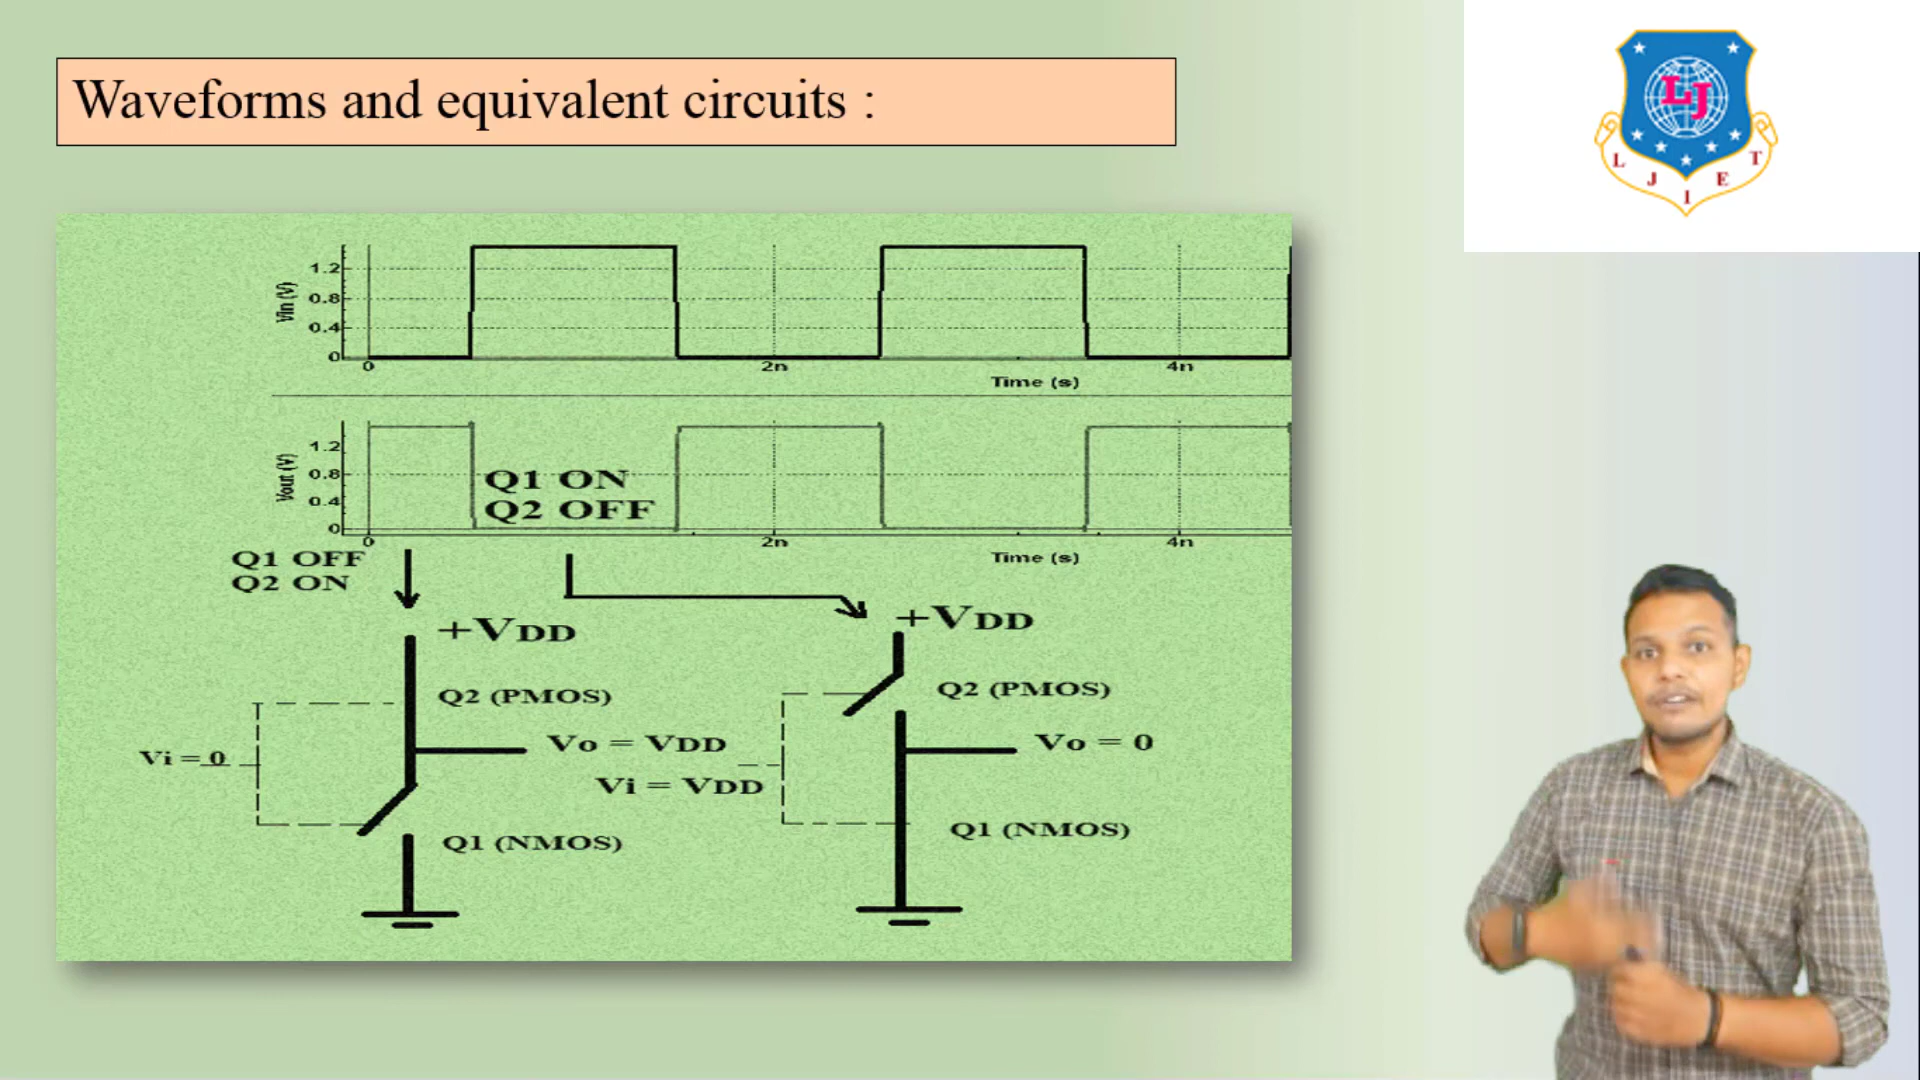 Waveforms and equivalent circuits :
LJ
L J I E T
Vin (V)
1.2
0.8
0.4
0
0 2n 4n
Time (s)
Vout (V)
1.2
0.8
0.4
0
Q1 ON
Q2 OFF
0 2n 4n
Time (s)
Q1 OFF
Q2 ON
+VDD
+VDD
Q2 (PMOS)
Q2 (PMOS)
Vi = 0
Vo = VDD
Vo = 0
Vi = VDD
Q1 (NMOS)
Q1 (NMOS)